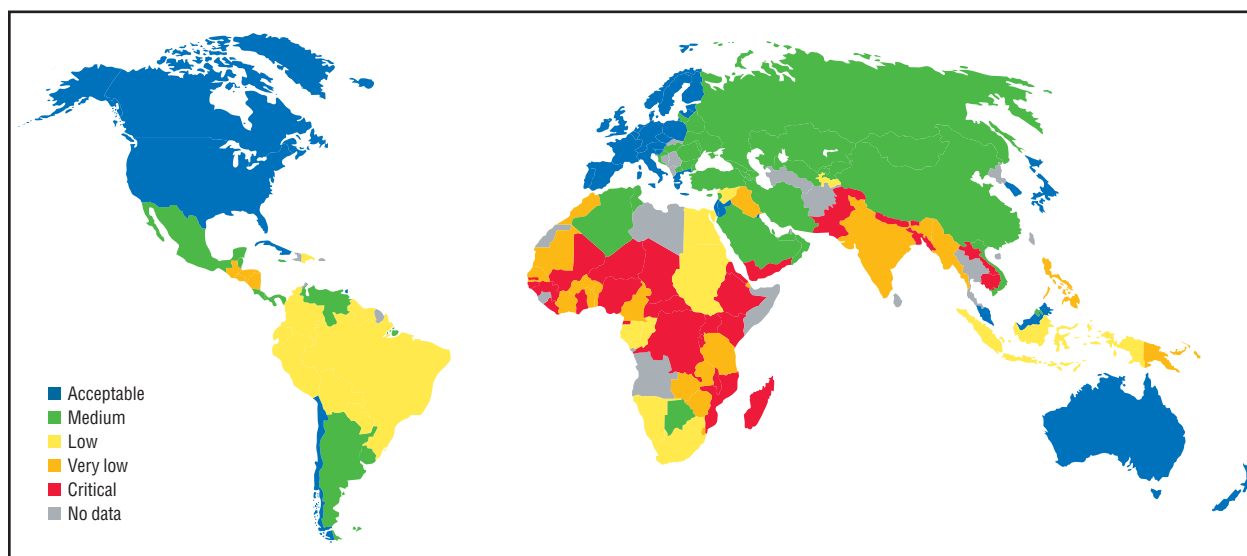 Acceptable
Medium
Low
Very low
Critical
No data